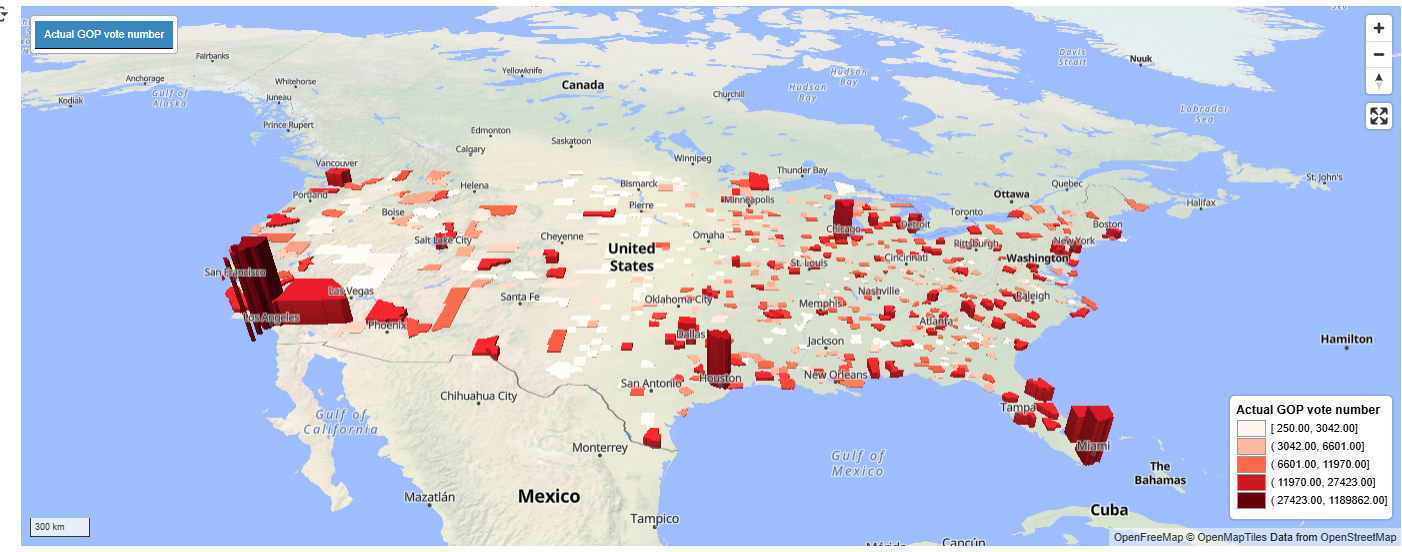 Actual GOP vote number
Fairbanks
Anchorage
Kodiak
Gulf of
Alaska
Whitehorse
Juneau
Prince Rupert
Yellowknife
Canada
Churchill
Hudson
Bay
Hudson
Bay
Davis
Strait
Nuuk
Labrador
Sea
Edmonton
Calgary
Saskatoon
Winnipeg
Thunder Bay
Vancouver
Portland
Helena
Boise
Bismarck
Pierre
Minneapolis
Ottawa
Quebec
St. John's
Halifax
Toronto
Boston
Salt Lake City
Cheyenne
Omaha
Chicago
Detroit
Pittsburgh
New York
United
States
St. Louis
Cincinnati
Washington
San Francisco
Las Vegas
Los Angeles
Phoenix
Santa Fe
Oklahoma City
Memphis
Nashville
Raleigh
Atlanta
Dallas
Jackson
Hamilton
San Antonio
Houston
New Orleans
Tampa
Miami
Chihuahua City
Gulf of
California
Monterrey
Gulf of
Mexico
Mazatlán
Mexico
Tampico
The
Bahamas
Cuba
Mérida
Cancún
Actual GOP vote number
[ 250.00, 3042.00]
( 3042.00, 6601.00]
( 6601.00, 11970.00]
( 11970.00, 27423.00]
( 27423.00, 1189862.00]
300 km
OpenFreeMap © OpenMapTiles Data from OpenStreetMap